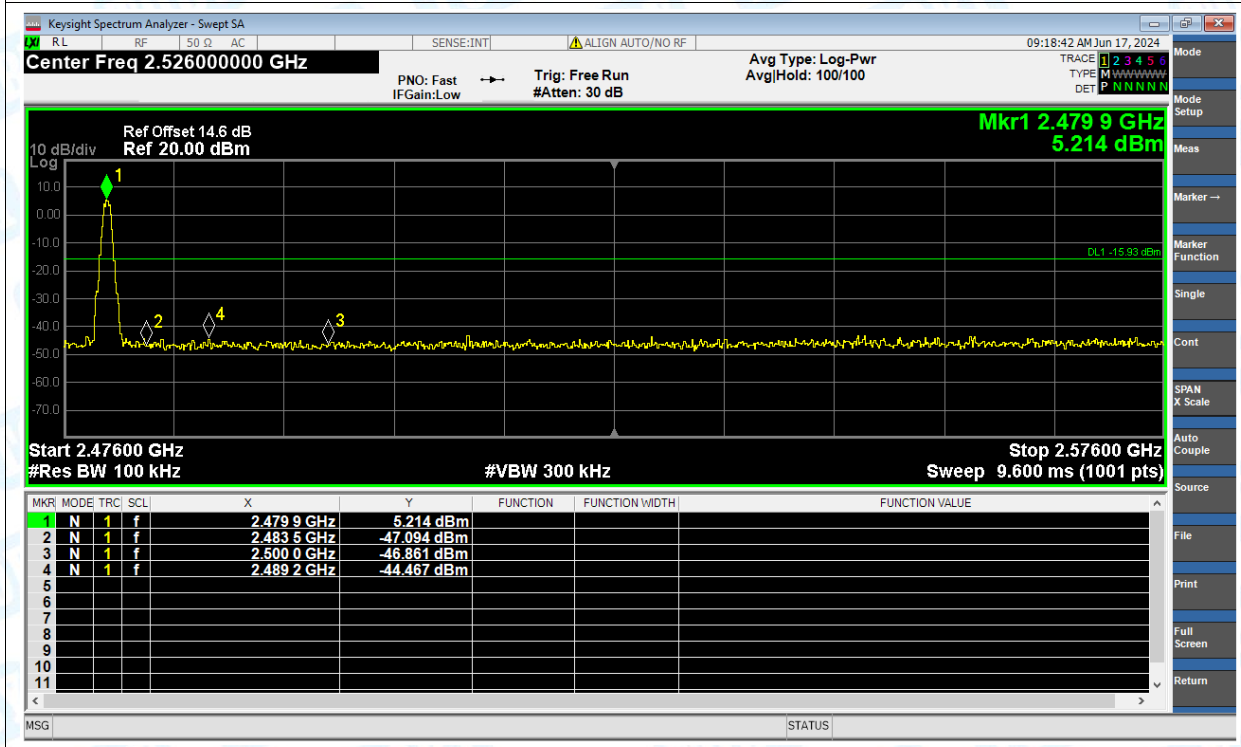 Keysight Spectrum Analyzer - Swept SA
LXI RL RF 50 Ω AC SENSE:INT ALIGN AUTO/NO RF 09:18:42 AM Jun 17, 2024
Center Freq 2.526000000 GHz
PNO: Fast
IFGain:Low
Trig: Free Run
#Atten: 30 dB
Avg Type: Log-Pwr
Avg|Hold: 100/100
TRACE 1 2 3 4 5 6
TYPE M WWWWW
DET P N N N N N
Ref Offset 14.6 dB
10 dB/div Ref 20.00 dBm
Log
Mkr1 2.479 9 GHz
5.214 dBm
10.0
0.00
-10.0
-20.0
-30.0
-40.0
-50.0
-60.0
-70.0
1
2
4
3
DL1 -15.93 dBm
Start 2.47600 GHz Stop 2.57600 GHz
#Res BW 100 kHz #VBW 300 kHz Sweep 9.600 ms (1001 pts)
MKR MODE TRC SCL X Y FUNCTION FUNCTION WIDTH FUNCTION VALUE
1 N 1 f 2.479 9 GHz 5.214 dBm
2 N 1 f 2.483 5 GHz -47.094 dBm
3 N 1 f 2.500 0 GHz -46.861 dBm
4 N 1 f 2.489 2 GHz -44.467 dBm
5
6
7
8
9
10
11
MSG STATUS
Mode
Mode
Setup
Meas
Marker →
Marker
Function
Single
Cont
SPAN
X Scale
Auto
Couple
Source
File
Print
Full
Screen
Return